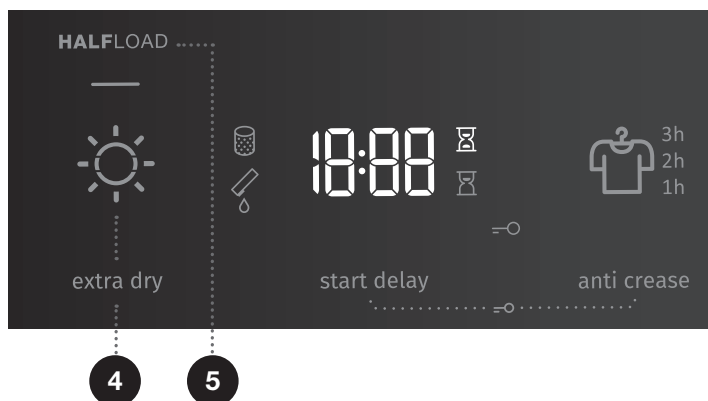 HALFLOAD
18:88
3h
2h
1h
extra dry
start delay
anti crease
4
5